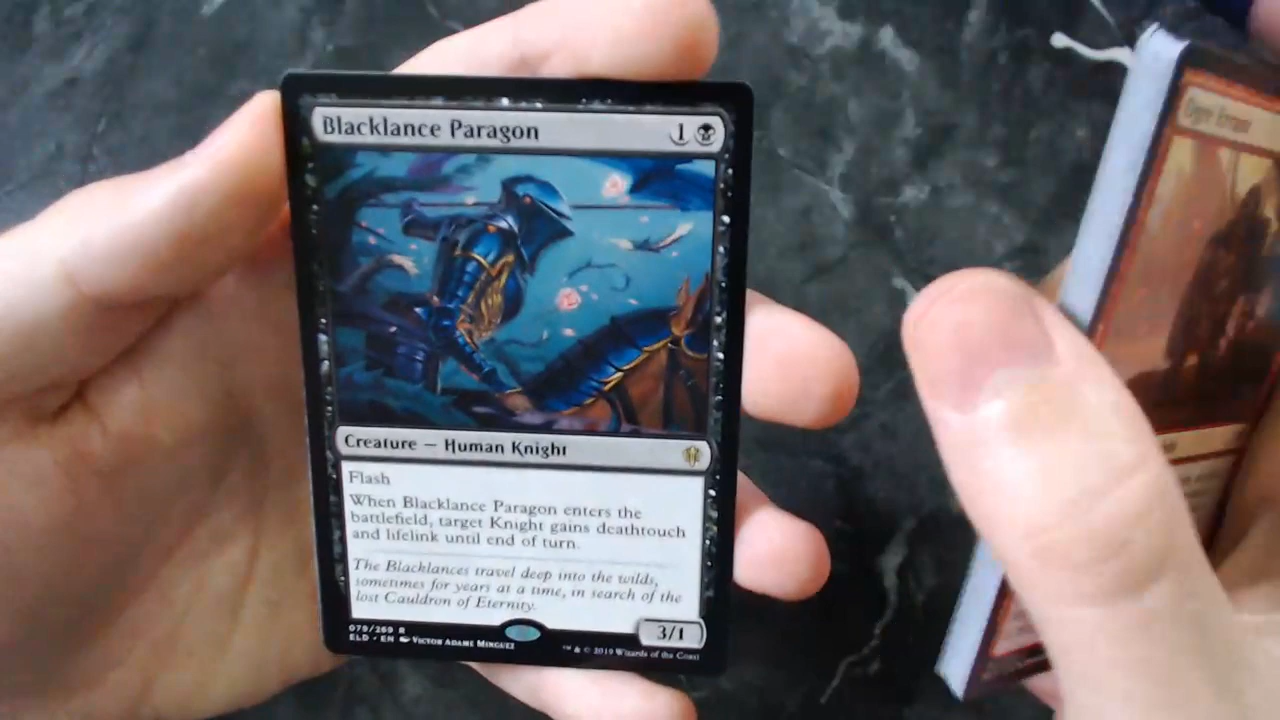 Blacklance Paragon 1
Creature — Human Knight
Flash
When Blacklance Paragon enters the
battlefield, target Knight gains deathtouch
and lifelink until end of turn.
The Blacklances travel deep into the wilds,
sometimes for years at a time, in search of the
lost Cauldron of Eternity.
3/1
079/269 R
ELD • EN Victor Adame Minguez
™ & © 2019 Wizards of the Coast
Ogre Errant